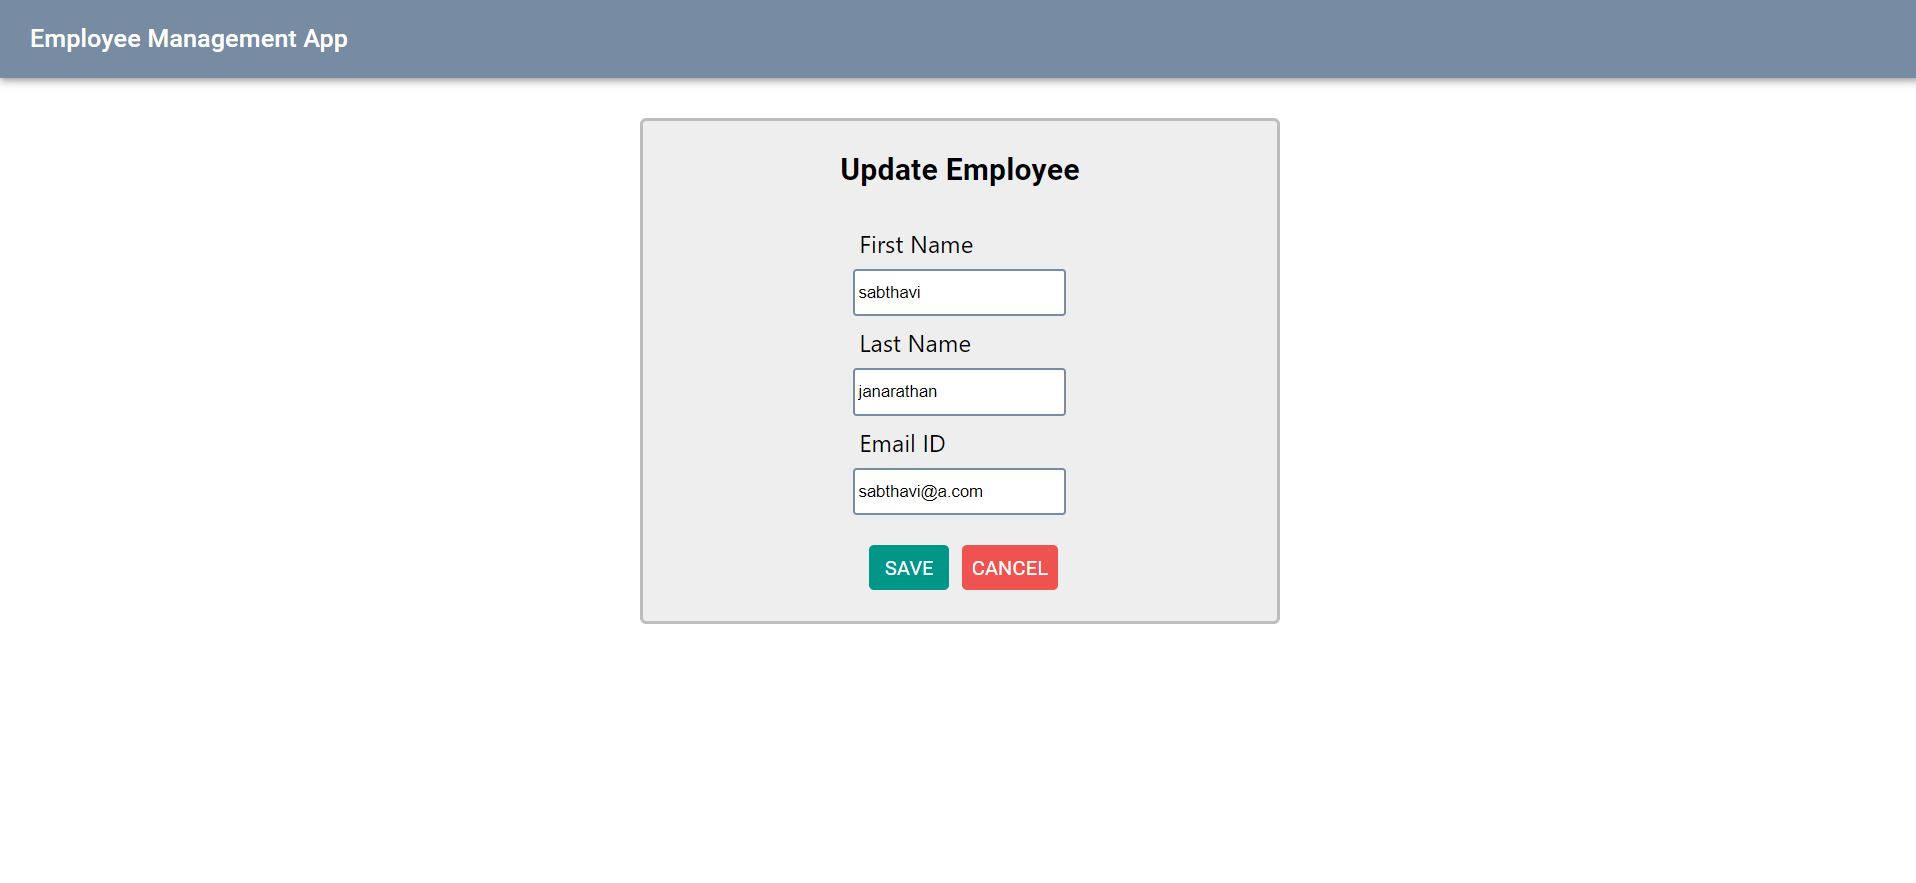 Employee Management App
Update Employee
First Name
sabthavi
Last Name
janarathan
Email ID
sabthavi@a.com
SAVE CANCEL